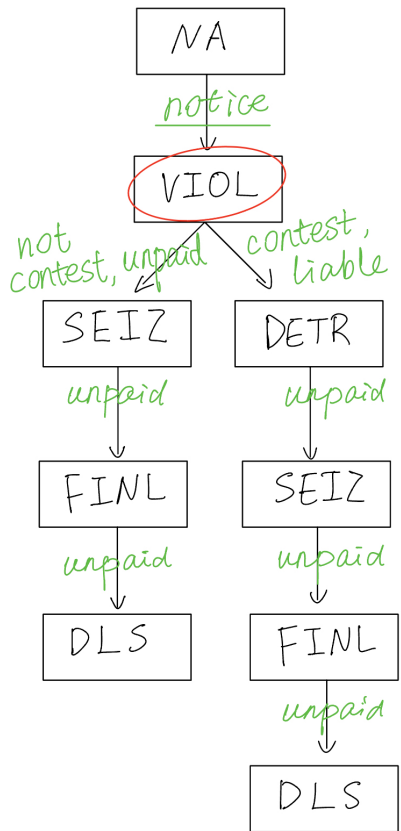 NA
notice
VIOL
not
contest, unpaid
contest,
liable
SEIZ
DETR
unpaid
unpaid
FINL
SEIZ
unpaid
unpaid
DLS
FINL
unpaid
DLS